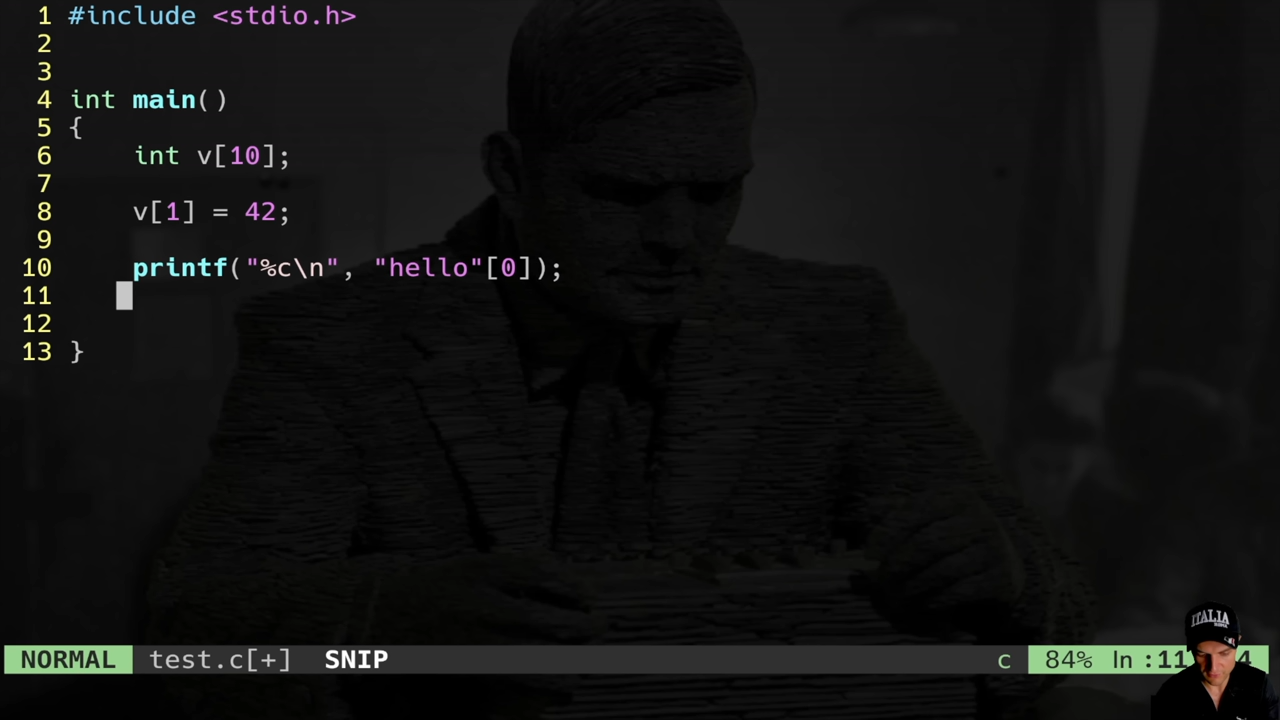 1 #include <stdio.h>
2
3
4 int main()
5 {
6     int v[10];
7
8     v[1] = 42;
9
10     printf("%c\n", "hello"[0]);
11
12
13 }
NORMAL test.c[+] SNIP c 84% ln :11 4
ITALIA